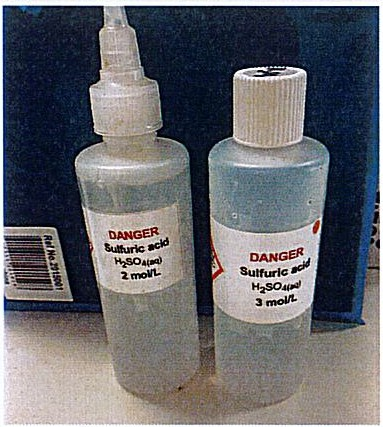 DANGER
Sulfuric acid
H₂SO₄(aq)
2 mol/L
DANGER
Sulfuric acid
H₂SO₄(aq)
3 mol/L